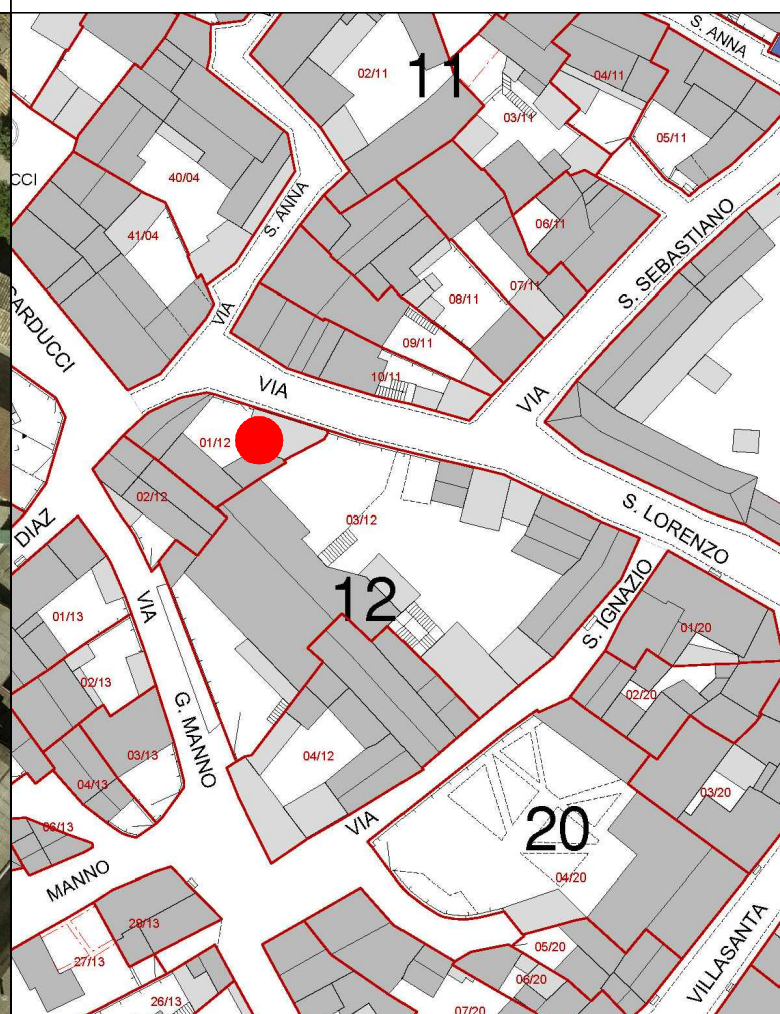 S. ANNA
11
02/11
04/11
03/11
05/11
CCI
40/04
S. ANNA
41/04
06/11
S. SEBASTIANO
07/11
08/11
CARDUCCI
VIA
09/11
10/11
VIA
VIA
01/12
02/12
03/12
S. LORENZO
DIAZ
12
S. IGNAZIO
VIA
01/13
01/20
02/13
02/20
G. MANNO
03/13
04/12
04/13
03/20
VIA
20
06/13
04/20
MANNO
28/13
VILLASANTA
27/13
05/20
06/20
26/13
07/20